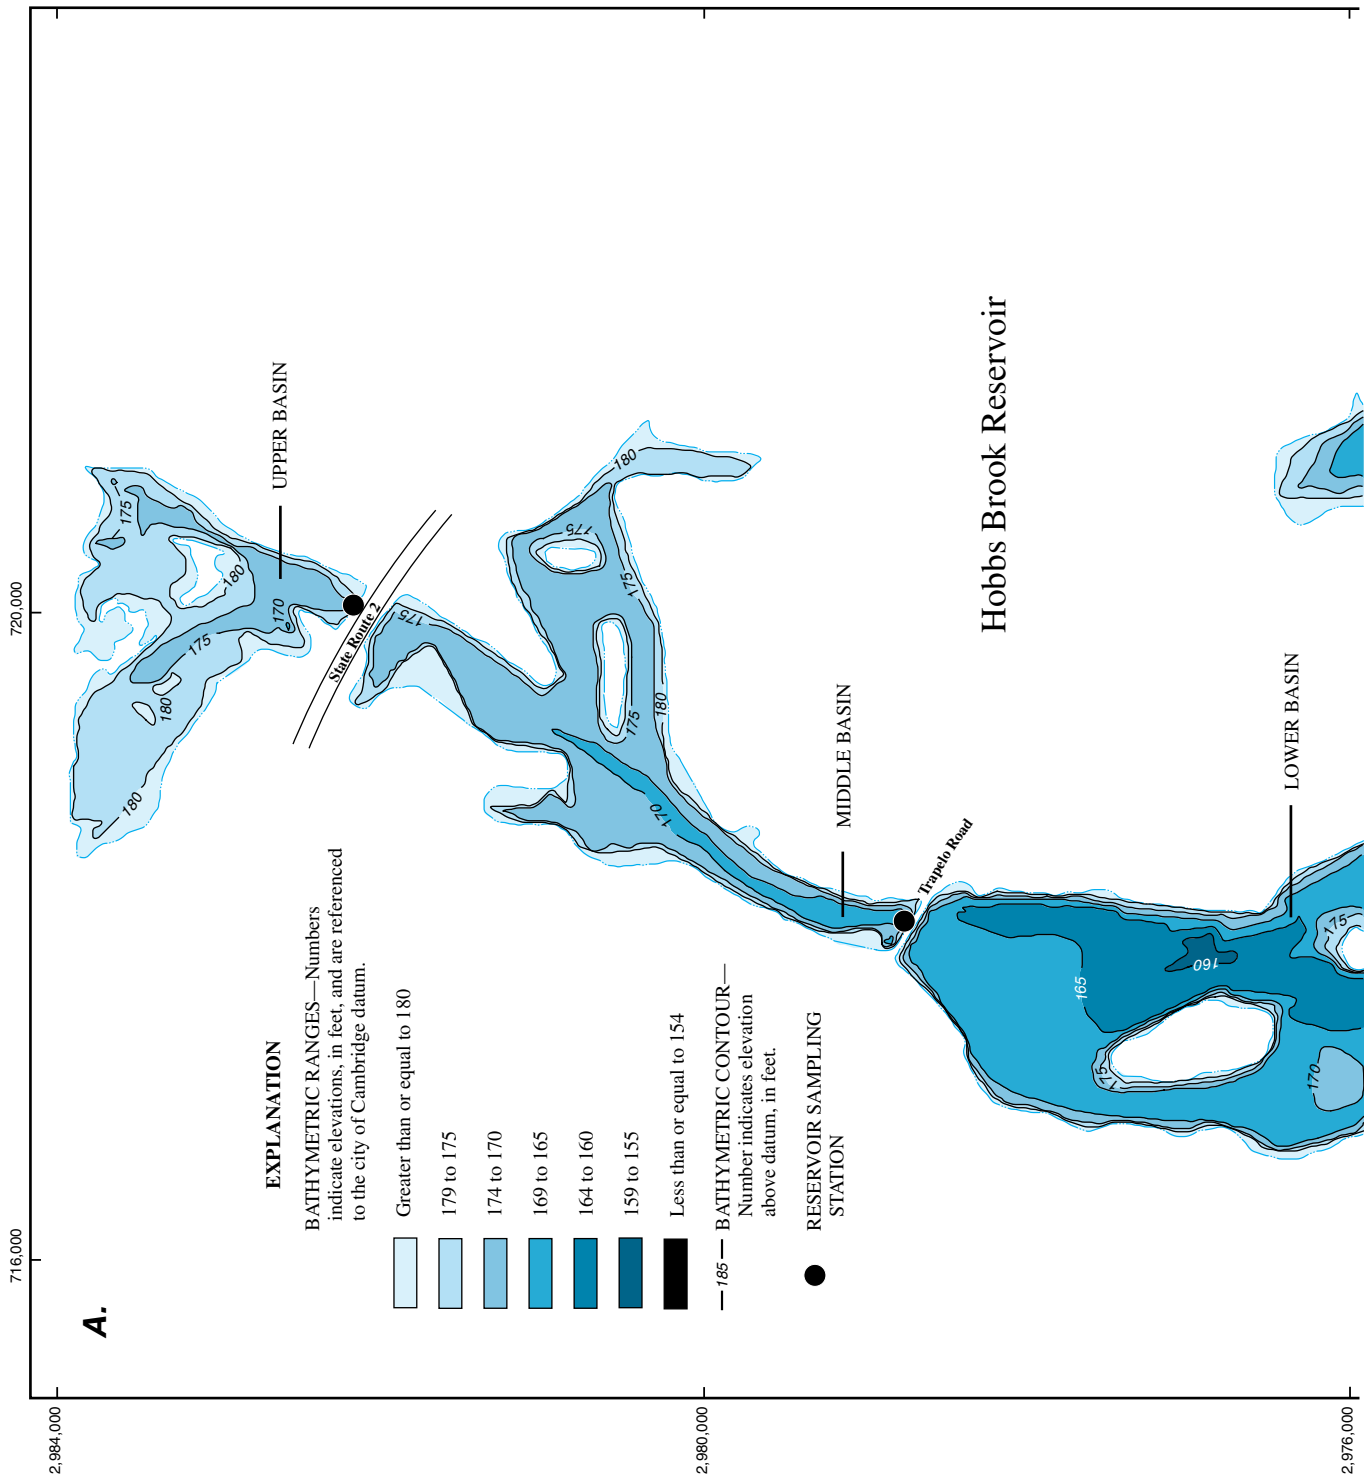 A.
EXPLANATION
BATHYMETRIC RANGES—Numbers
indicate elevations, in feet, and are referenced
to the city of Cambridge datum.
Greater than or equal to 180
179 to 175
174 to 170
169 to 165
164 to 160
159 to 155
Less than or equal to 154
185 BATHYMETRIC CONTOUR—
Number indicates elevation
above datum, in feet.
RESERVOIR SAMPLING
STATION
716,000
720,000
2,984,000
2,980,000
2,976,000
UPPER BASIN
State Route 2
MIDDLE BASIN
Trapelo Road
LOWER BASIN
Hobbs Brook Reservoir
175
180
170
175
180
180
175
175
175
180
175
180
170
165
160
175
170
175